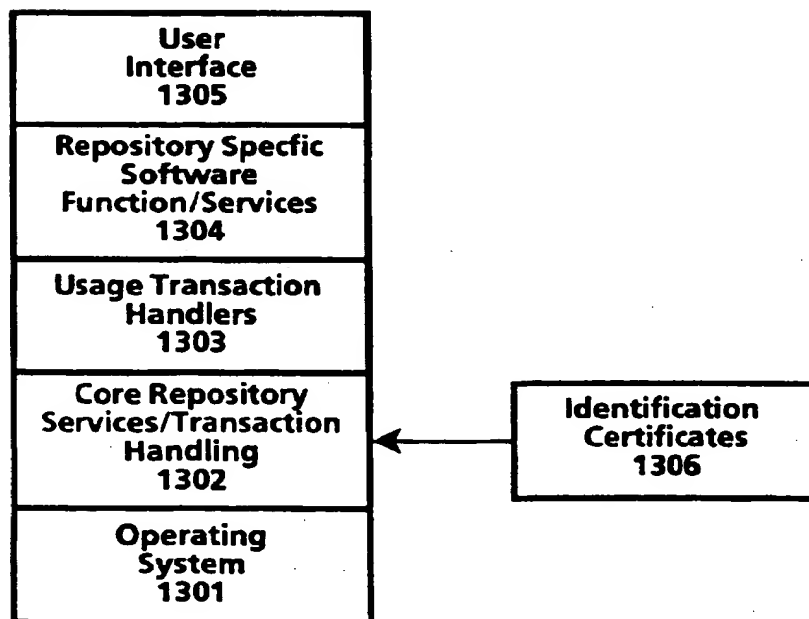 User
Interface
1305
Repository Specfic
Software
Function/Services
1304
Usage Transaction
Handlers
1303
Core Repository
Services/Transaction
Handling
1302
Operating
System
1301
Identification
Certificates
1306